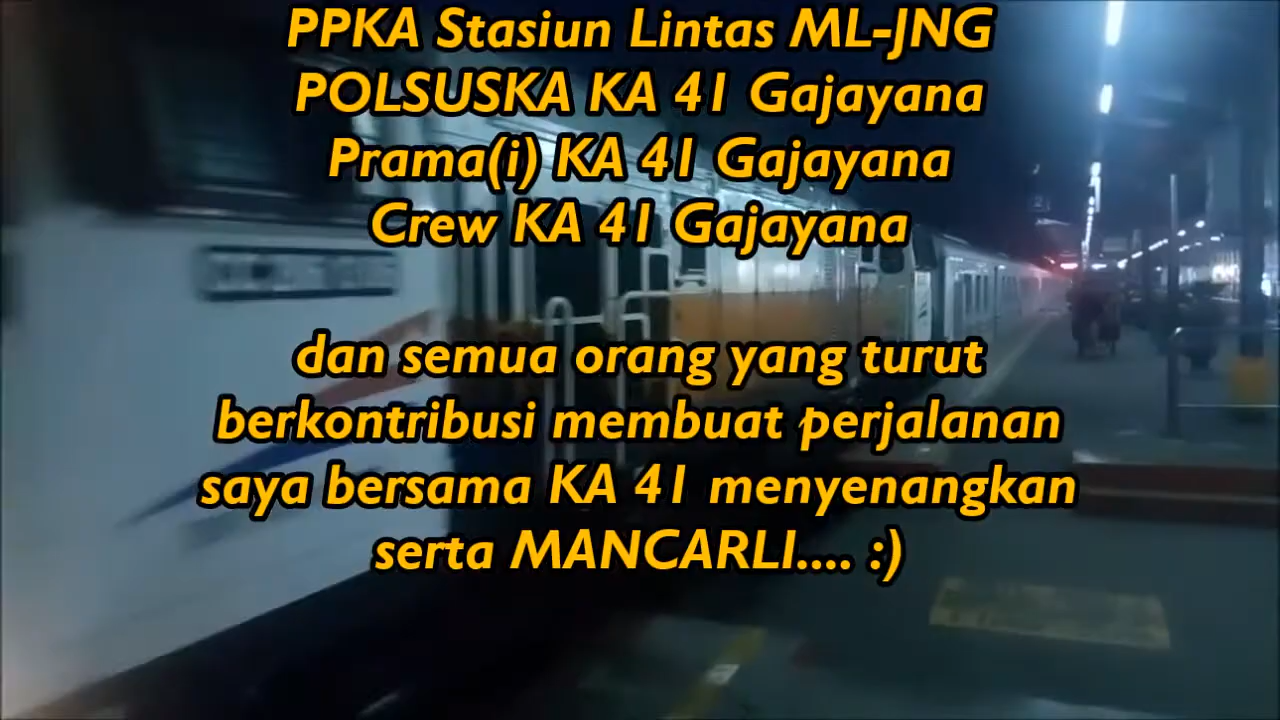 PPKA Stasiun Lintas ML-JNG
POLSUSKA KA 41 Gajayana
Prama(i) KA 41 Gajayana
Crew KA 41 Gajayana
dan semua orang yang turut
berkontribusi membuat perjalanan
saya bersama KA 41 menyenangkan
serta MANCARLI.... :)